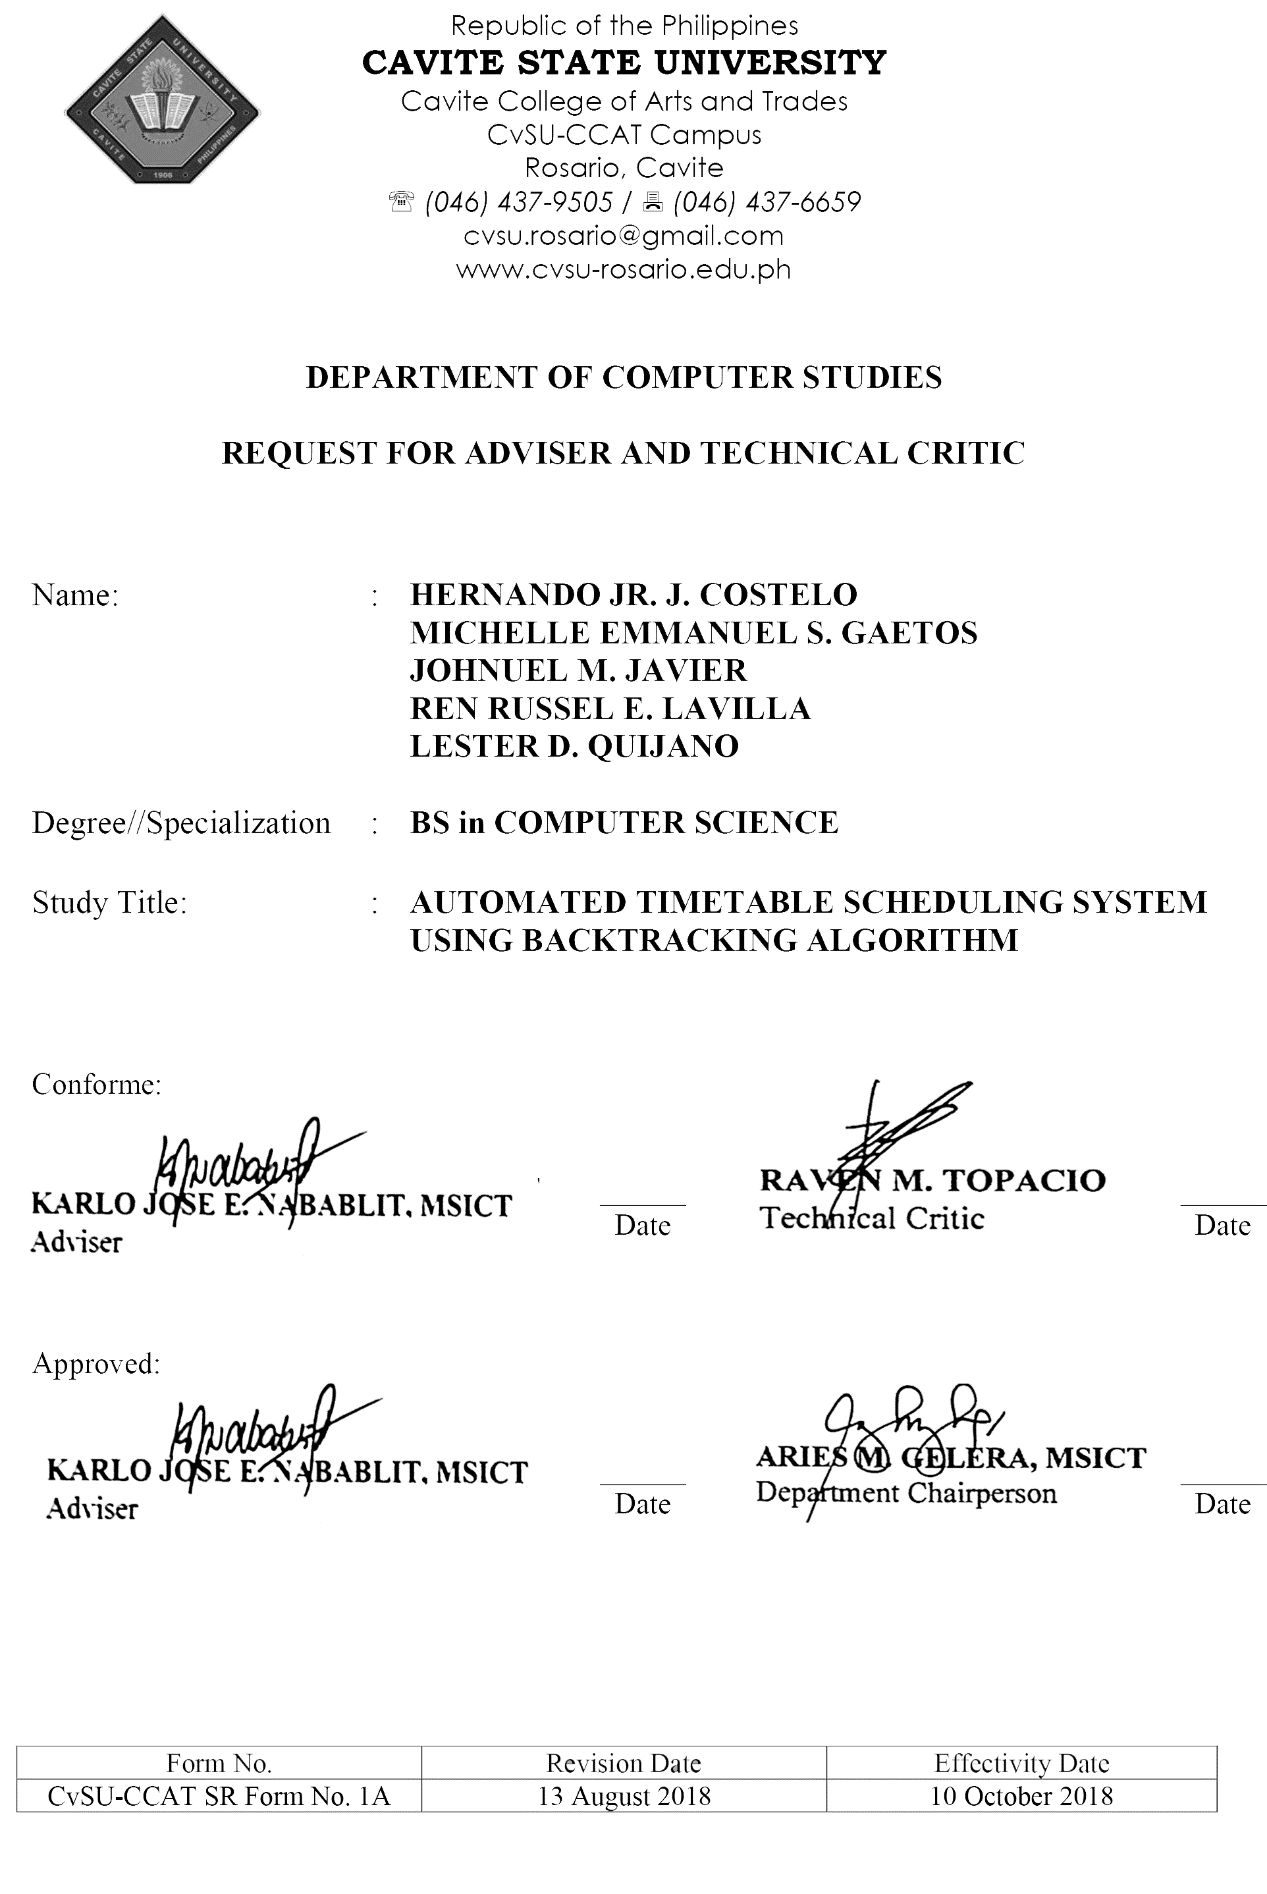 CAVITE STATE UNIVERSITY
CAVITE
PHILIPPINES
1906
Republic of the Philippines
CAVITE STATE UNIVERSITY
Cavite College of Arts and Trades
CvSU-CCAT Campus
Rosario, Cavite
☏ (046) 437-9505 / 🖷 (046) 437-6659
cvsu.rosario@gmail.com
www.cvsu-rosario.edu.ph
DEPARTMENT OF COMPUTER STUDIES
REQUEST FOR ADVISER AND TECHNICAL CRITIC
Name: : HERNANDO JR. J. COSTELO
MICHELLE EMMANUEL S. GAETOS
JOHNUEL M. JAVIER
REN RUSSEL E. LAVILLA
LESTER D. QUIJANO
Degree//Specialization : BS in COMPUTER SCIENCE
Study Title: : AUTOMATED TIMETABLE SCHEDULING SYSTEM
USING BACKTRACKING ALGORITHM
Conforme:
KARLO JOSE E. NABABLIT, MSICT
Adviser
Date
RAVEN M. TOPACIO
Technical Critic
Date
Approved:
KARLO JOSE E. NABABLIT, MSICT
Adviser
Date
ARIES M. GELERA, MSICT
Department Chairperson
Date
Form No. Revision Date Effectivity Date
CvSU-CCAT SR Form No. 1A 13 August 2018 10 October 2018